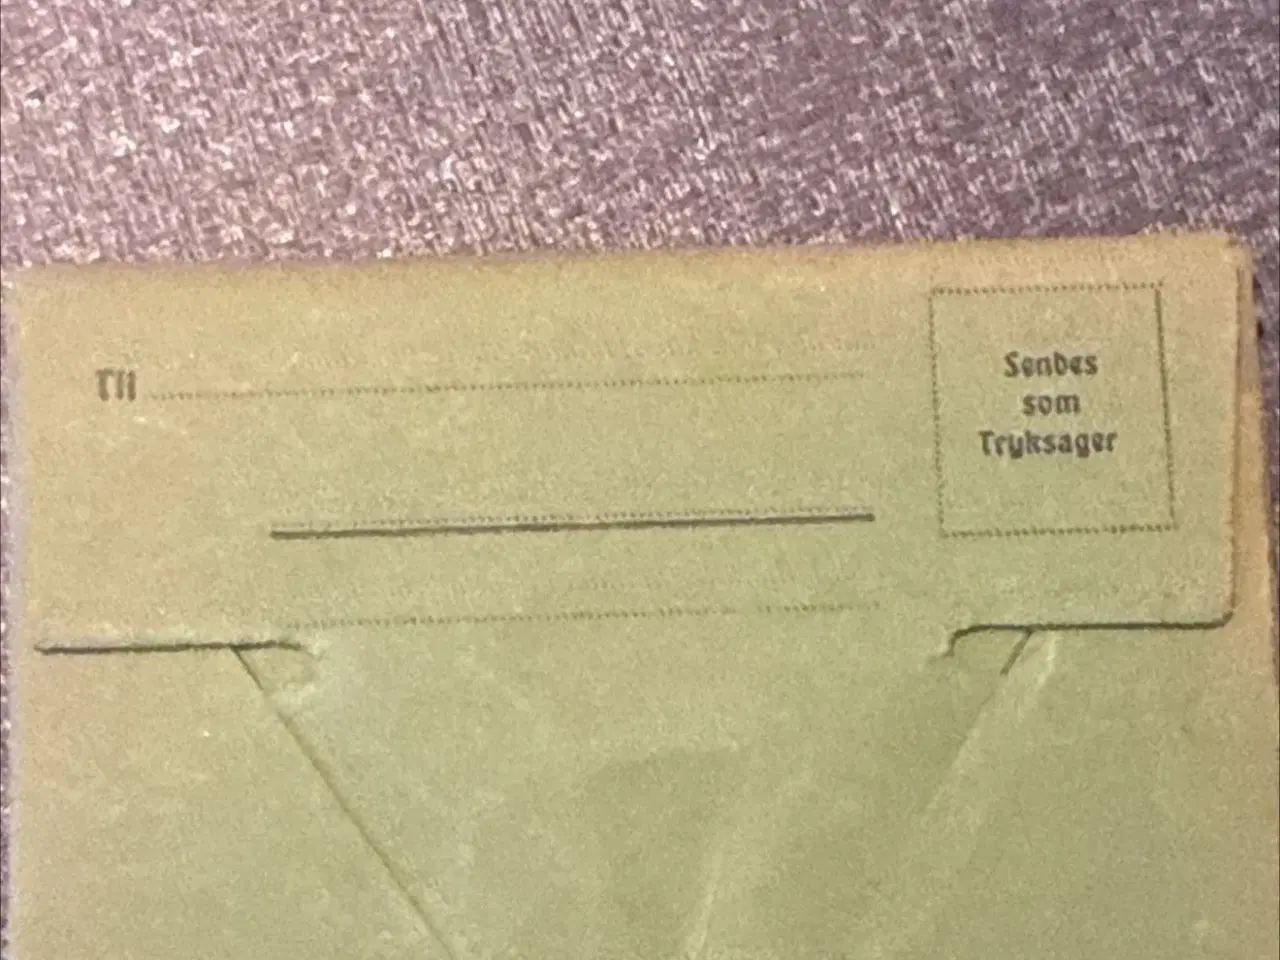 Til
Sendes
som
Tryksager